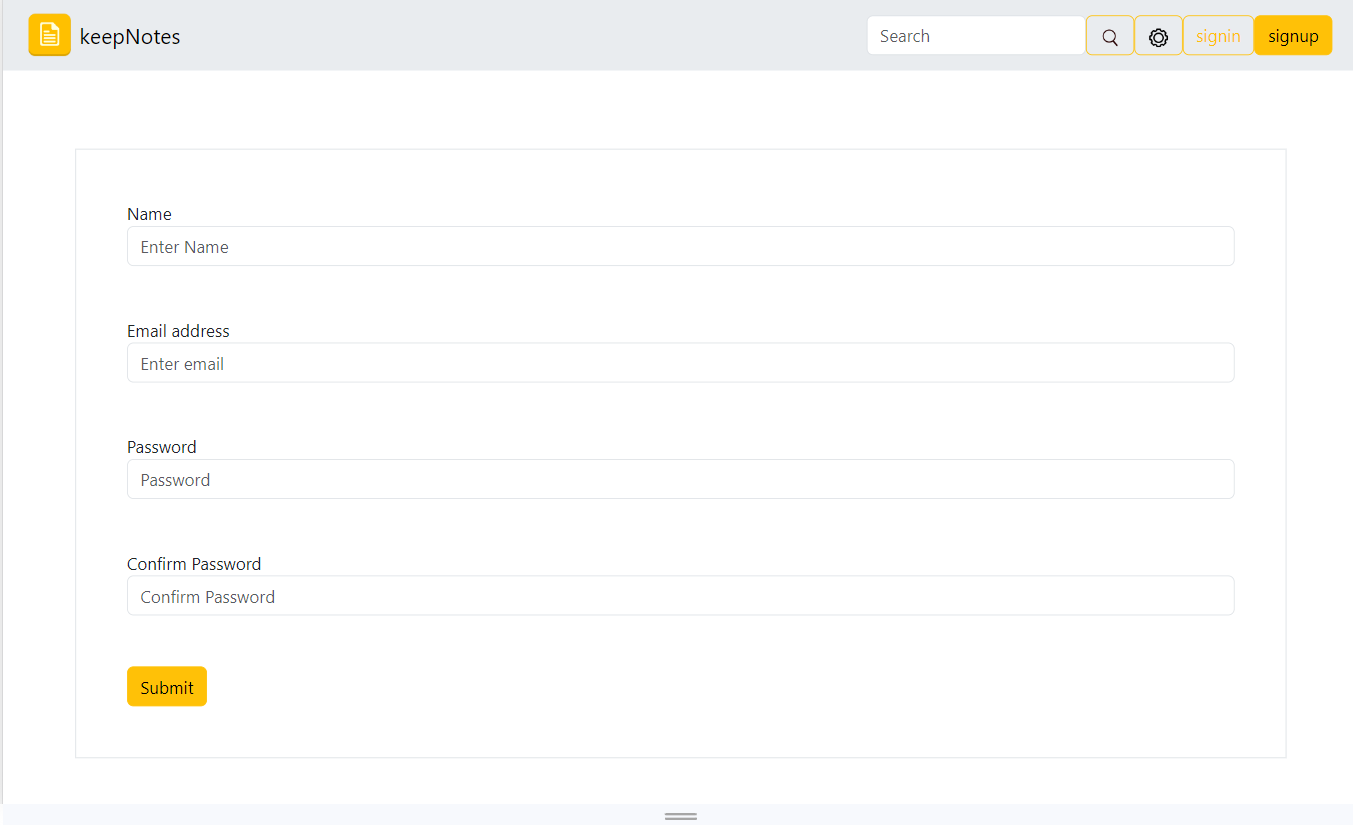 keepNotes Search signin signup
Name
Enter Name
Email address
Enter email
Password
Password
Confirm Password
Confirm Password
Submit